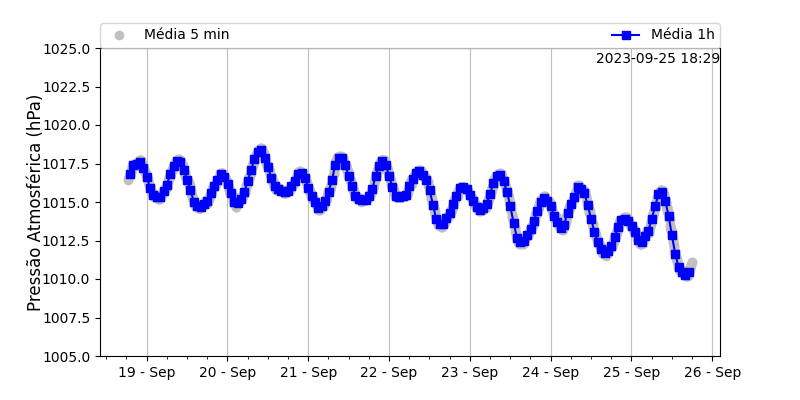 Média 5 min
Média 1h
2023-09-25 18:29
Pressão Atmosférica (hPa)
1025.0
1022.5
1020.0
1017.5
1015.0
1012.5
1010.0
1007.5
1005.0
19 - Sep
20 - Sep
21 - Sep
22 - Sep
23 - Sep
24 - Sep
25 - Sep
26 - Sep